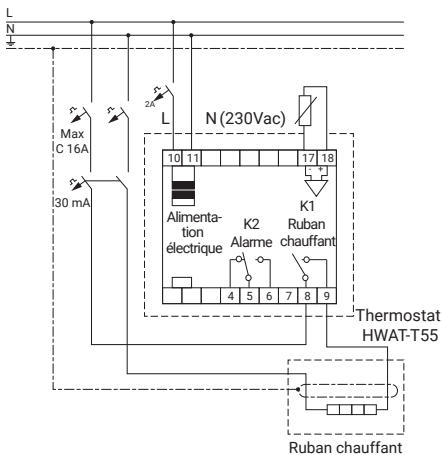 L
N
2A
L
N (230Vac)
Max
C 16A
30 mA
10 11
17 18
- +
Alimenta-
tion
électrique
K2
Alarme
K1
Ruban
chauffant
4 5 6 7 8 9
Thermostat
HWAT-T55
Ruban chauffant